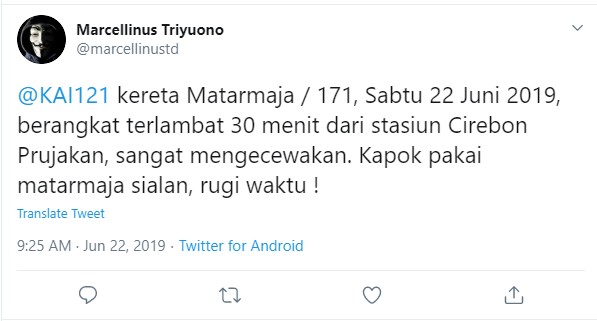 Marcellinus Triyuono
@marcellinustd
@KAI121 kereta Matarmaja / 171, Sabtu 22 Juni 2019,
berangkat terlambat 30 menit dari stasiun Cirebon
Prujakan, sangat mengecewakan. Kapok pakai
matarmaja sialan, rugi waktu !
Translate Tweet
9:25 AM · Jun 22, 2019 · Twitter for Android